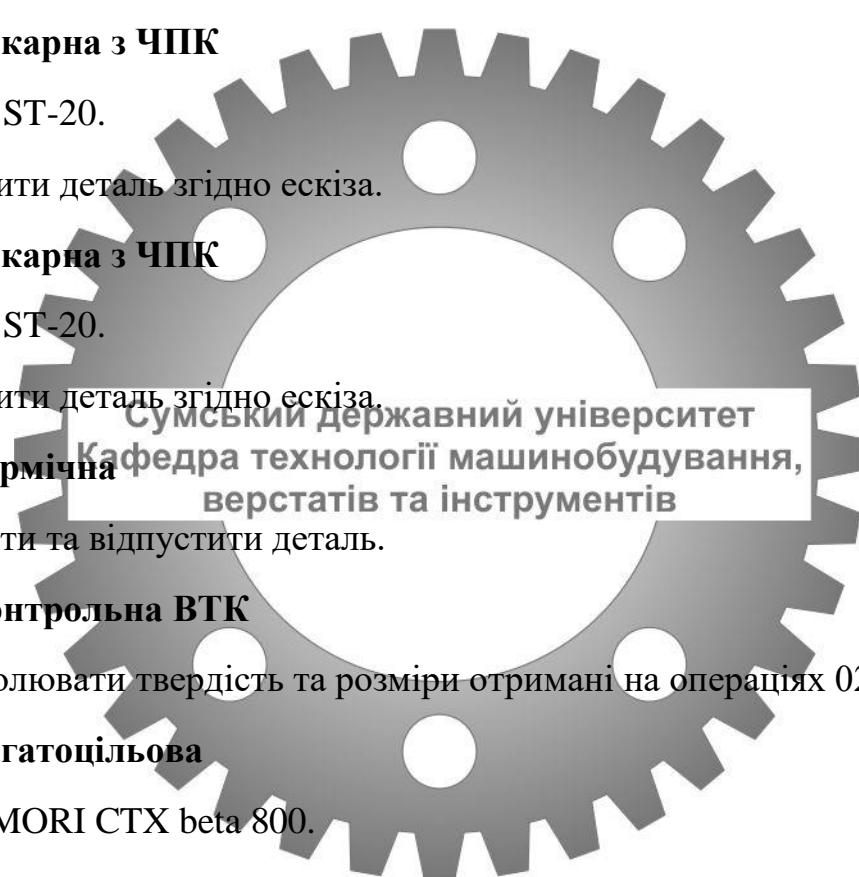 карна з ЧПК
ST-20.
ити деталь згідно ескіза.
карна з ЧПК
ST-20.
ити деталь згідно ескіза.
Сумський державний університет
рмічна
Кафедра технології машинобудування,
верстатів та інструментів
ти та відпустити деталь.
онтрольна ВТК
олювати твердість та розміри отримані на операціях 02
гатоцільова
MORI CTX beta 800.